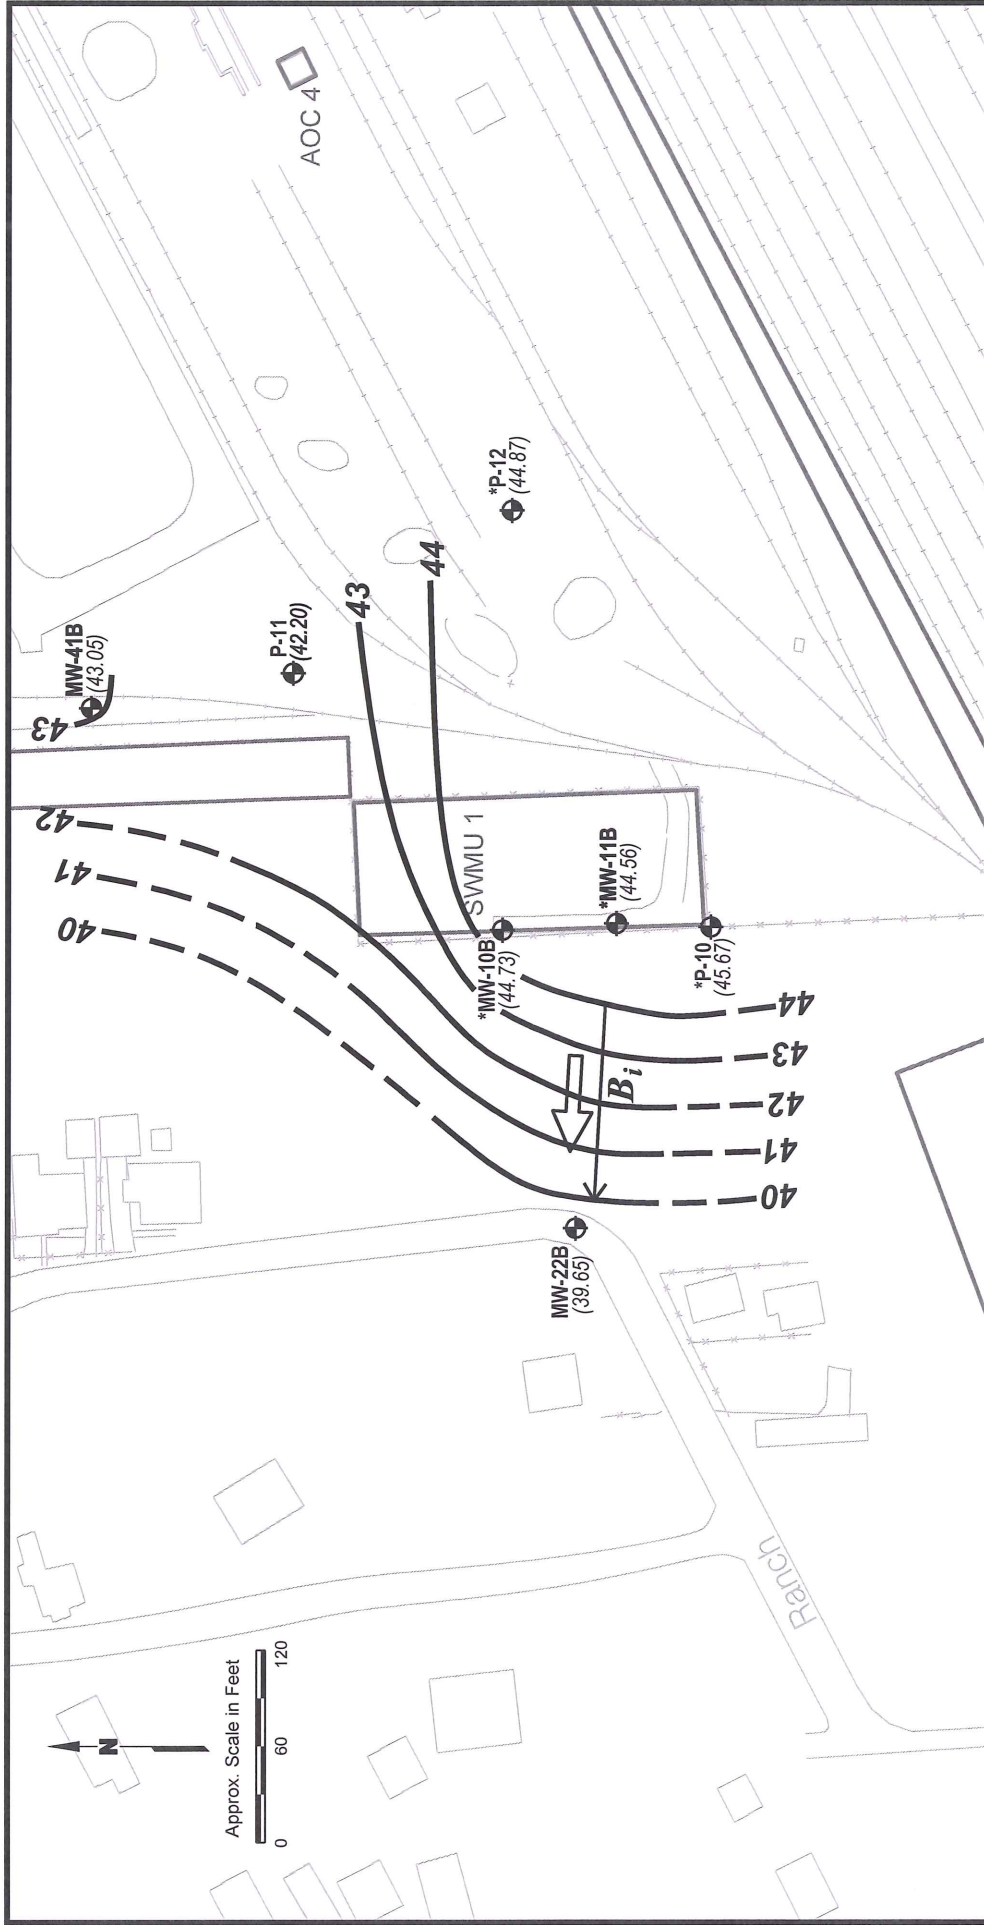 AOC 4
*P-12
(44.87)
44
43
P-11
(42.20)
MW-41B
(43.05)
43
42
41
40
SWMU 1
*MW-11B
(44.56)
*MW-10B
(44.73)
*P-10
(45.67)
44
43
42
41
40
B i
MW-22B
(39.65)
Ranch
N
Approx. Scale in Feet
0 60 120